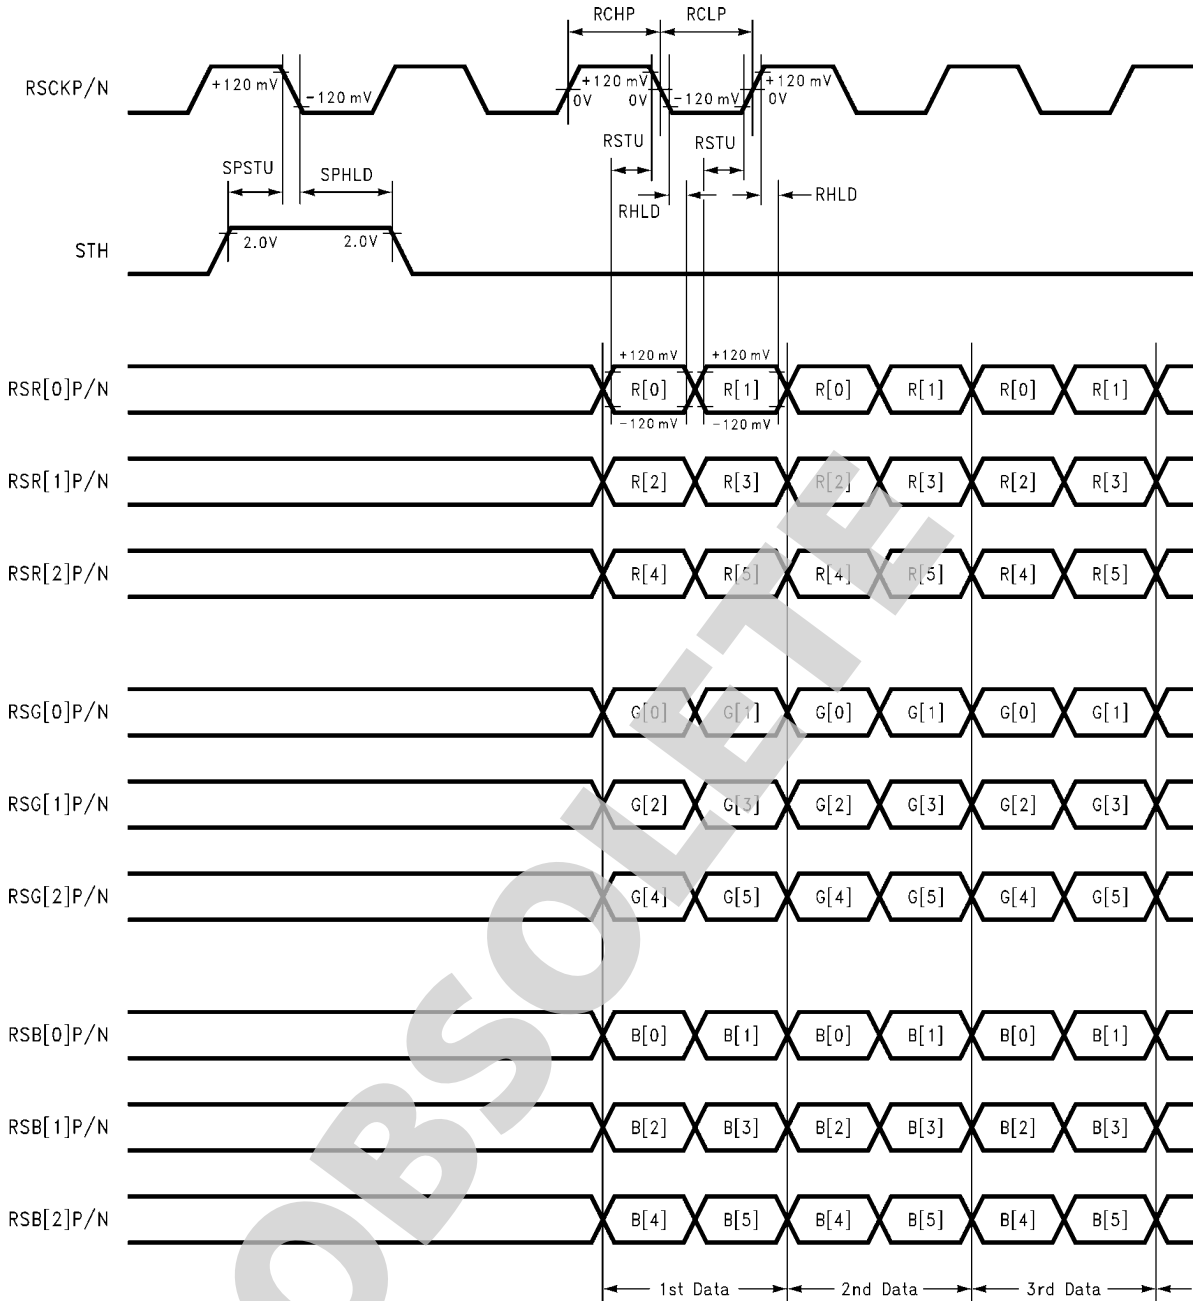 RCHP RCLP
RSCKP/N +120 mV -120 mV +120 mV 0V 0V -120 mV +120 mV 0V
RSTU RSTU
SPSTU SPHLD
RHLD RHLD
STH 2.0V 2.0V
+120 mV +120 mV
RSR[0]P/N R[0] R[1] R[0] R[1] R[0] R[1]
-120 mV -120 mV
RSR[1]P/N R[2] R[3] R[2] R[3] R[2] R[3]
RSR[2]P/N R[4] R[5] R[4] R[5] R[4] R[5]
RSG[0]P/N G[0] G[1] G[0] G[1] G[0] G[1]
RSG[1]P/N G[2] G[3] G[2] G[3] G[2] G[3]
RSG[2]P/N G[4] G[5] G[4] G[5] G[4] G[5]
RSB[0]P/N B[0] B[1] B[0] B[1] B[0] B[1]
RSB[1]P/N B[2] B[3] B[2] B[3] B[2] B[3]
RSB[2]P/N B[4] B[5] B[4] B[5] B[4] B[5]
1st Data 2nd Data 3rd Data
OBSOLETE